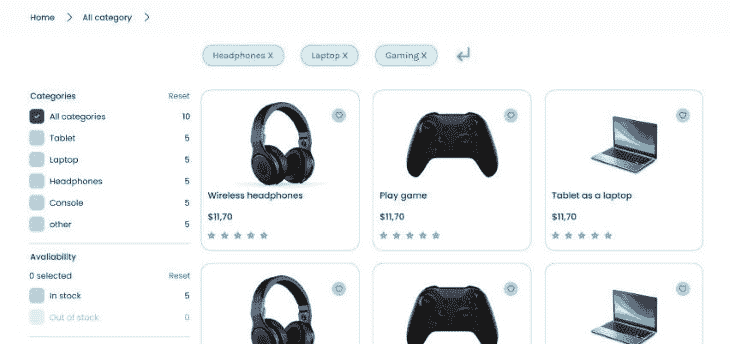 Home > All category >
Headphones X Laptop X Gaming X
Categories Reset
All categories 10
Tablet 5
Laptop 5
Headphones 5
Console 5
other 5
Avaliability
0 selected Reset
In stock 5
Out of stock 0
Wireless headphones
$11,70
Play game
$11,70
Tablet as a laptop
$11,70